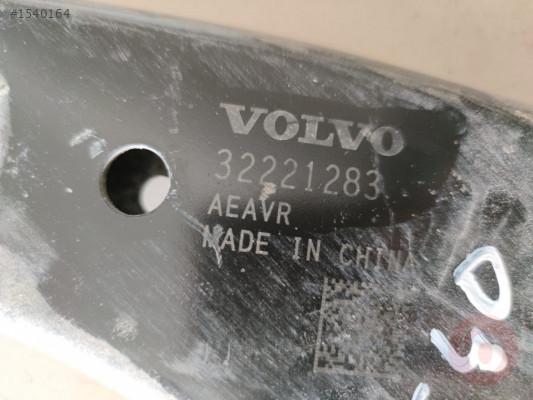 #1540164
VOLVO
32221283
AEAVR
MADE IN CHINA